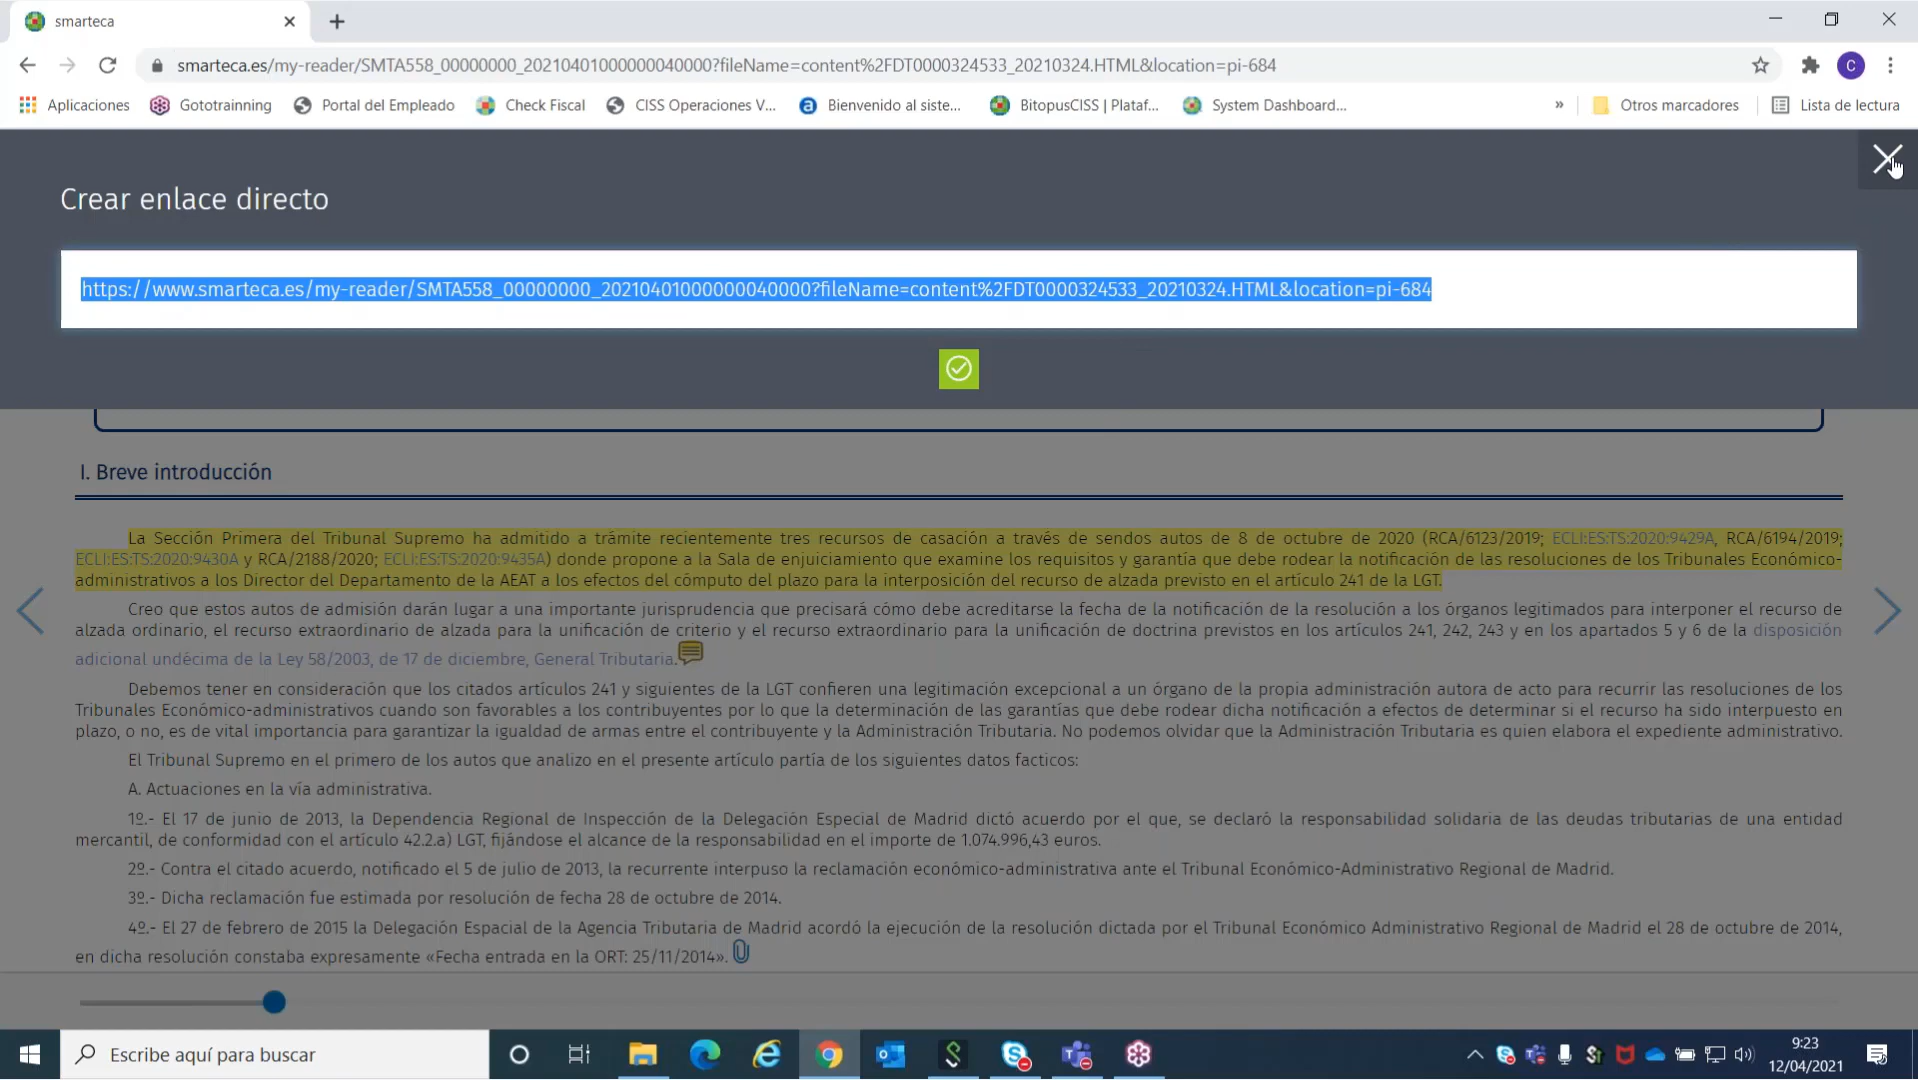 smarteca
smarteca.es/my-reader/SMTA558_00000000_20210401000000040000?fileName=content%2FDT0000324533_20210324.HTML&location=pi-684
C
Aplicaciones Gototrainning Portal del Empleado Check Fiscal CISS Operaciones V... Bienvenido al siste... BitopusCISS | Plataf... System Dashboard... » Otros marcadores Lista de lectura
Crear enlace directo
https://www.smarteca.es/my-reader/SMTA558_00000000_20210401000000040000?fileName=content%2FDT0000324533_20210324.HTML&location=pi-684
I. Breve introducción
La Sección Primera del Tribunal Supremo ha admitido a trámite recientemente tres recursos de casación a través de sendos autos de 8 de octubre de 2020 (RCA/6123/2019; ECLI:ES:TS:2020:9429A, RCA/6194/2019;
ECLI:ES:TS:2020:9430A y RCA/2188/2020; ECLI:ES:TS:2020:9435A) donde propone a la Sala de enjuiciamiento que examine los requisitos y garantía que debe rodear la notificación de las resoluciones de los Tribunales Económico-
administrativos a los Director del Departamento de la AEAT a los efectos del cómputo del plazo para la interposición del recurso de alzada previsto en el artículo 241 de la LGT.
Creo que estos autos de admisión darán lugar a una importante jurisprudencia que precisará cómo debe acreditarse la fecha de la notificación de la resolución a los órganos legitimados para interponer el recurso de
alzada ordinario, el recurso extraordinario de alzada para la unificación de criterio y el recurso extraordinario para la unificación de doctrina previstos en los artículos 241, 242, 243 y en los apartados 5 y 6 de la disposición
adicional undécima de la Ley 58/2003, de 17 de diciembre, General Tributaria.
Debemos tener en consideración que los citados artículos 241 y siguientes de la LGT confieren una legitimación excepcional a un órgano de la propia administración autora de acto para recurrir las resoluciones de los
Tribunales Económico-administrativos cuando son favorables a los contribuyentes por lo que la determinación de las garantías que debe rodear dicha notificación a efectos de determinar si el recurso ha sido interpuesto en
plazo, o no, es de vital importancia para garantizar la igualdad de armas entre el contribuyente y la Administración Tributaria. No podemos olvidar que la Administración Tributaria es quien elabora el expediente administrativo.
El Tribunal Supremo en el primero de los autos que analizo en el presente artículo partía de los siguientes datos facticos:
A. Actuaciones en la vía administrativa.
1º.- El 17 de junio de 2013, la Dependencia Regional de Inspección de la Delegación Especial de Madrid dictó acuerdo por el que, se declaró la responsabilidad solidaria de las deudas tributarias de una entidad
mercantil, de conformidad con el artículo 42.2.a) LGT, fijándose el alcance de la responsabilidad en el importe de 1.074.996,43 euros.
2º.- Contra el citado acuerdo, notificado el 5 de julio de 2013, la recurrente interpuso la reclamación económico-administrativa ante el Tribunal Económico-Administrativo Regional de Madrid.
3º.- Dicha reclamación fue estimada por resolución de fecha 28 de octubre de 2014.
4º.- El 27 de febrero de 2015 la Delegación Espacial de la Agencia Tributaria de Madrid acordó la ejecución de la resolución dictada por el Tribunal Económico Administrativo Regional de Madrid el 28 de octubre de 2014,
en dicha resolución constaba expresamente «Fecha entrada en la ORT: 25/11/2014».
Escribe aquí para buscar
9:23
12/04/2021